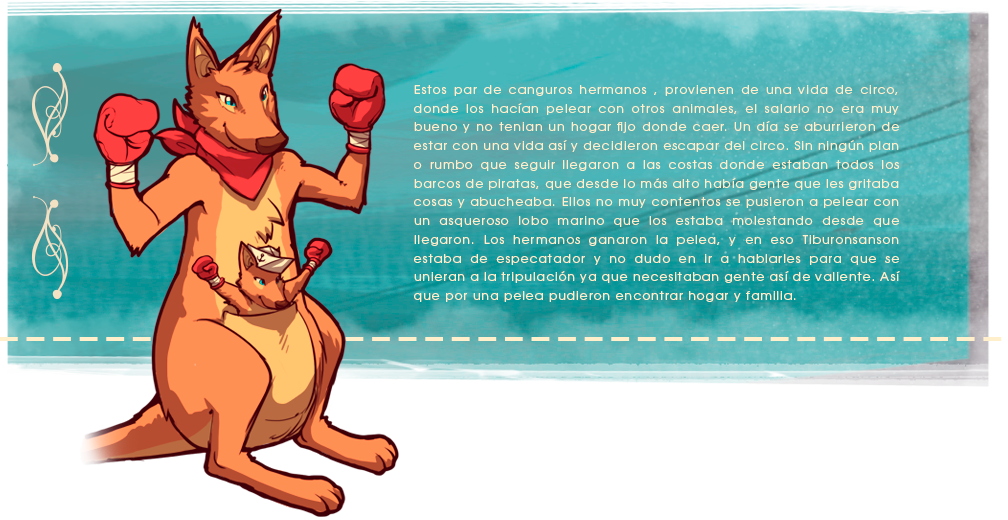 Estos par de canguros hermanos , provienen de una vida de circo,
donde los hacían pelear con otros animales, el salario no era muy
bueno y no tenian un hogar fijo donde caer. Un día se aburrieron de
estar con una vida así y decidieron escapar del circo. Sin ningún plan
o rumbo que seguir llegaron a las costas donde estaban todos los
barcos de piratas, que desde lo más alto había gente que les gritaba
cosas y abucheaba. Ellos no muy contentos se pusieron a pelear con
un asqueroso lobo marino que los estaba molestando desde que
llegaron. Los hermanos ganaron la pelea, y en eso Tiburonsanson
estaba de especatador y no dudo en ir a hablarles para que se
unieran a la tripulación ya que necesitaban gente así de valiente. Así
que por una pelea pudieron encontrar hogar y familia.